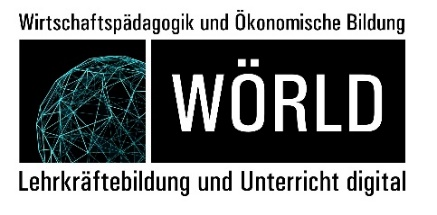 Wirtschaftspädagogik und Ökonomische Bildung
WÖRLD
Lehrkräftebildung und Unterricht digital